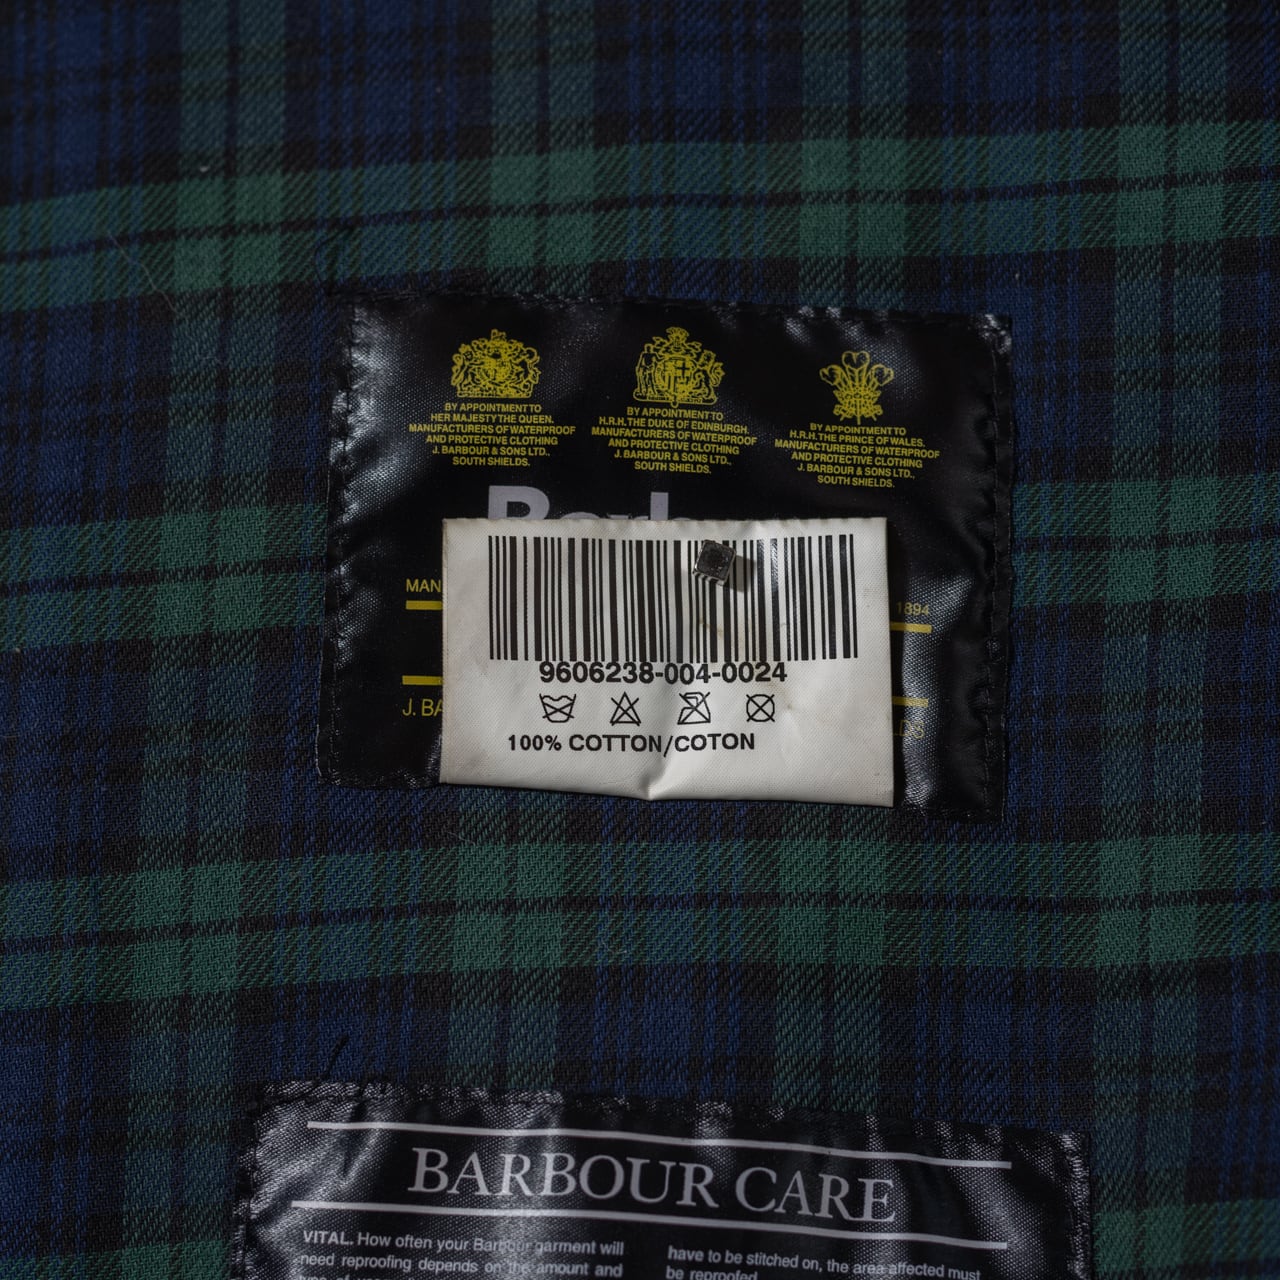 BY APPOINTMENT TO
HER MAJESTY THE QUEEN.
MANUFACTURERS OF WATERPROOF
AND PROTECTIVE CLOTHING
J. BARBOUR & SONS LTD.,
SOUTH SHIELDS.
BY APPOINTMENT TO
H.R.H. THE DUKE OF EDINBURGH.
MANUFACTURERS OF WATERPROOF
AND PROTECTIVE CLOTHING
J. BARBOUR & SONS LTD.,
SOUTH SHIELDS.
BY APPOINTMENT TO
H.R.H. THE PRINCE OF WALES.
MANUFACTURERS OF WATERPROOF
AND PROTECTIVE CLOTHING
J. BARBOUR & SONS LTD.,
SOUTH SHIELDS.
MAN
1894
J. BA
LDS
9606238-004-0024
100% COTTON/COTON
BARBOUR CARE
VITAL. How often your Barbour garment will
need reproofing depends on the amount and
have to be stitched on, the area affected must
be reproofed